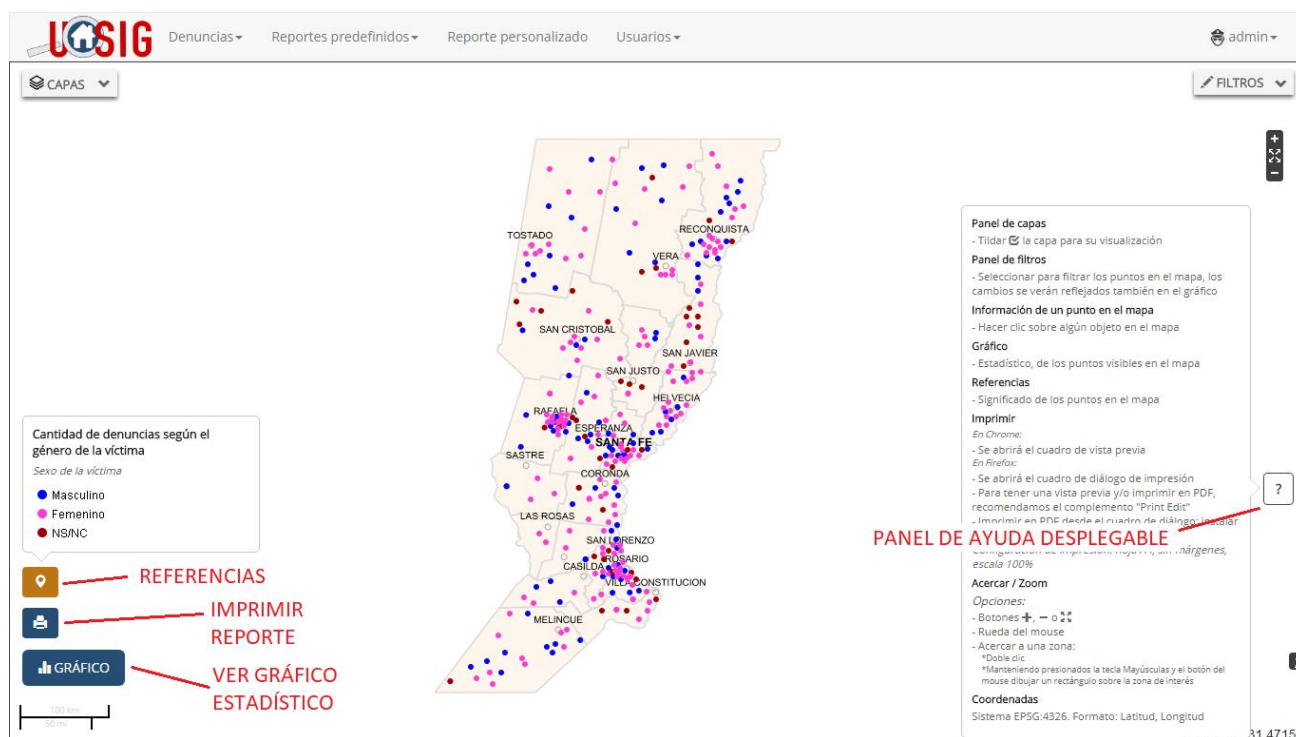 UOSIG
Denuncias
Reportes predefinidos
Reporte personalizado
Usuarios
admin
CAPAS
FILTROS
TOSTADO
RECONQUISTA
VERA
SAN CRISTOBAL
SAN JAVIER
SAN JUSTO
HELVECIA
RAFAELA
ESPERANZA
SANTA FE
SASTRE
CORONDA
LAS ROSAS
SAN LORENZO
ROSARIO
CASILDA
VILLA CONSTITUCION
MELINCUE
Cantidad de denuncias según el
género de la víctima
Sexo de la víctima
Masculino
Femenino
NS/NC
REFERENCIAS
IMPRIMIR
REPORTE
GRÁFICO
VER GRÁFICO
ESTADÍSTICO
100 km
50 mi
Panel de capas
- Tildar la capa para su visualización
Panel de filtros
- Seleccionar para filtrar los puntos en el mapa, los
cambios se verán reflejados también en el gráfico
Información de un punto en el mapa
- Hacer clic sobre algún objeto en el mapa
Gráfico
- Estadístico, de los puntos visibles en el mapa
Referencias
- Significado de los puntos en el mapa
Imprimir
En Chrome:
- Se abrirá el cuadro de vista previa
En Firefox:
- Se abrirá el cuadro de diálogo de impresión
- Para tener una vista previa y/o imprimir en PDF,
recomendamos el complemento "Print Edit"
- Imprimir en PDF desde el cuadro de diálogo: instalar
PANEL DE AYUDA DESPLEGABLE
?
Configuración de impresión: hoja A4, sin márgenes,
escala 100%
Acercar / Zoom
Opciones:
- Botones +, − o
- Rueda del mouse
- Acercar a una zona:
*Doble clic
*Manteniendo presionados la tecla Mayúsculas y el botón del
mouse dibujar un rectángulo sobre la zona de interés
Coordenadas
Sistema EPSG:4326. Formato: Latitud, Longitud
31.4715